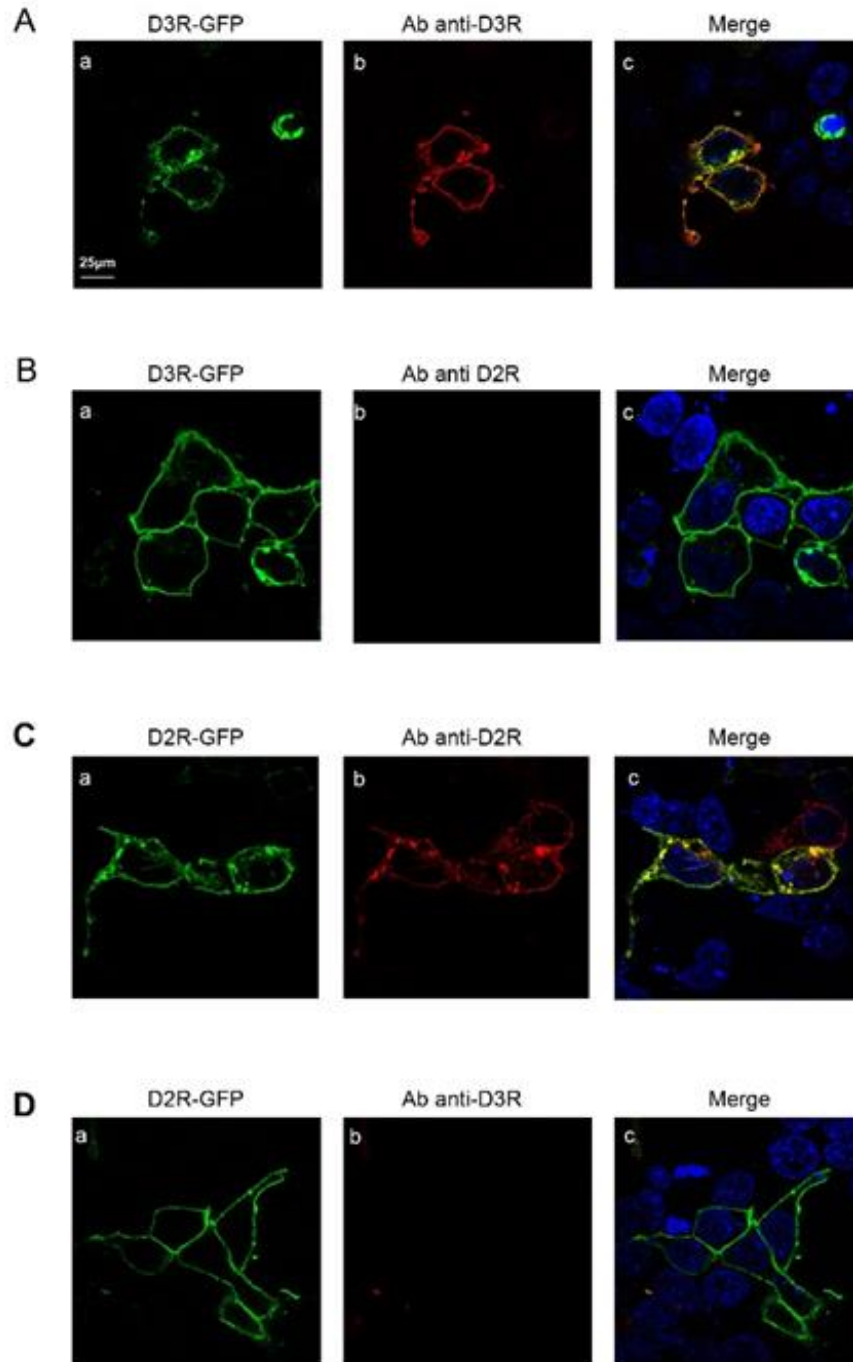 A
D3R-GFP Ab anti-D3R Merge
a b c
25μm
B
D3R-GFP Ab anti D2R Merge
a b c
C
D2R-GFP Ab anti-D2R Merge
a b c
D
D2R-GFP Ab anti-D3R Merge
a b c